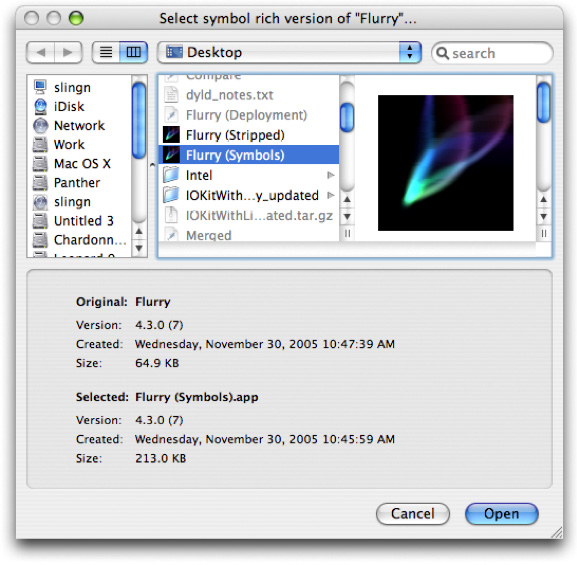 Select symbol rich version of "Flurry"...
Desktop
search
slingn
iDisk
Network
Work
Mac OS X
Panther
slingn
Untitled 3
Chardonn...
Compare
dyld_notes.txt
Flurry (Deployment)
Flurry (Stripped)
Flurry (Symbols)
Intel
IOKitWith...y_updated
IOKitWithLi...ated.tar.gz
Merged
Original: Flurry
Version: 4.3.0 (7)
Created: Wednesday, November 30, 2005 10:47:39 AM
Size: 64.9 KB
Selected: Flurry (Symbols).app
Version: 4.3.0 (7)
Created: Wednesday, November 30, 2005 10:45:59 AM
Size: 213.0 KB
Cancel
Open